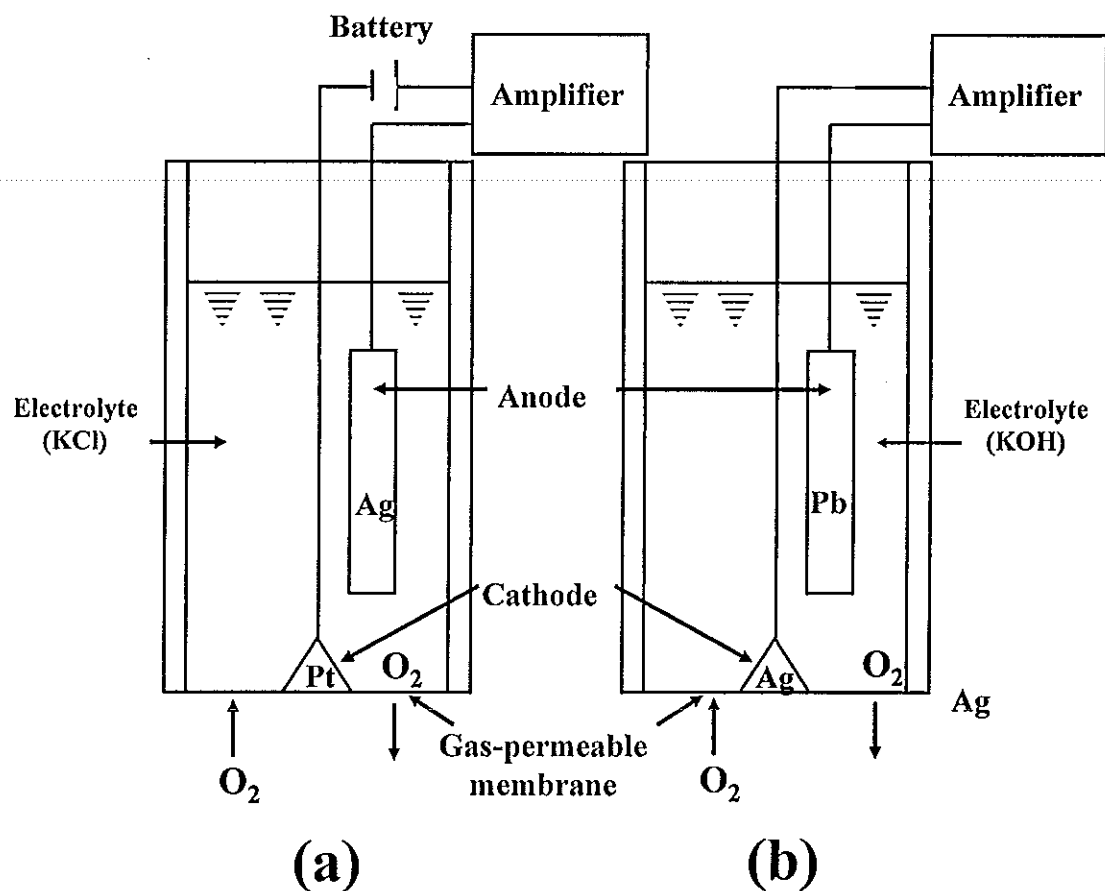 Battery
Amplifier
Amplifier
Electrolyte
(KCl)
Anode
Electrolyte
(KOH)
Ag
Pb
Cathode
Pt
O₂
Ag
O₂
Ag
Gas-permeable
membrane
O₂
O₂
(a)
(b)